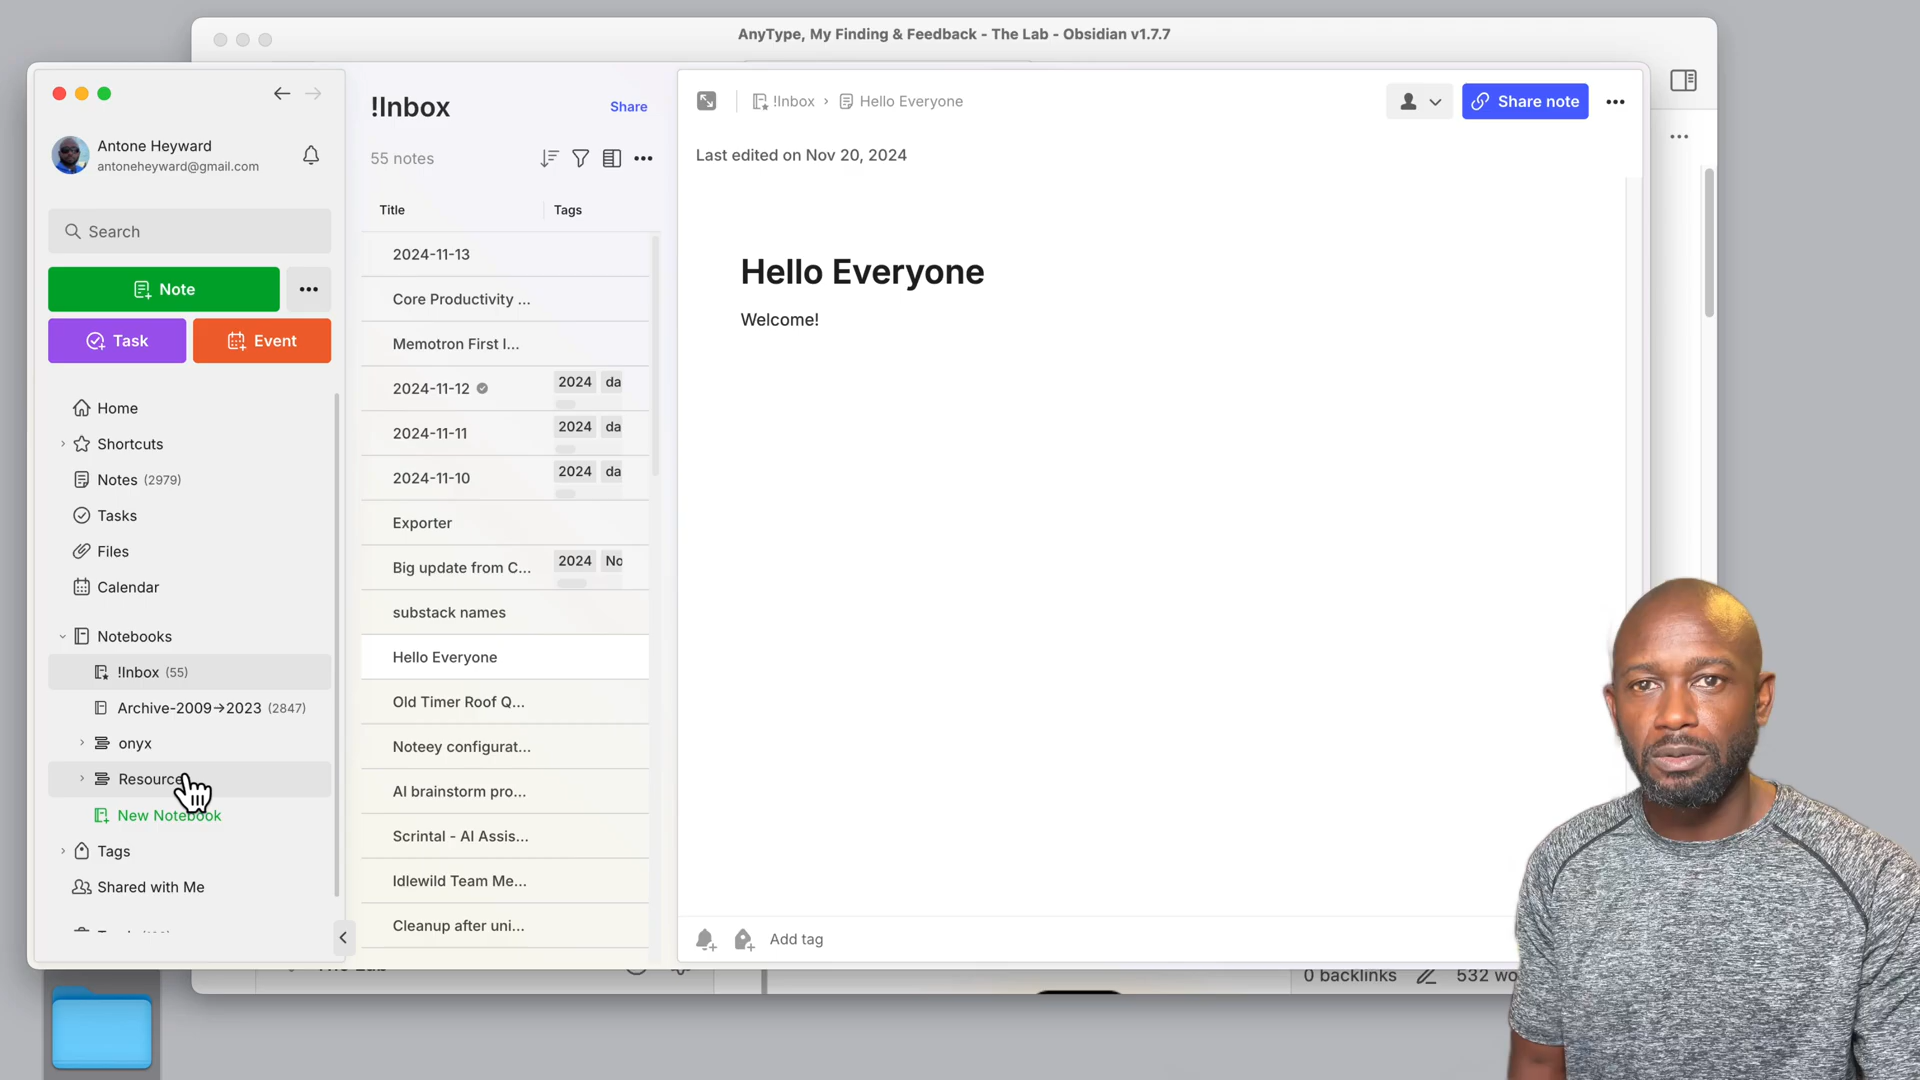 AnyType, My Finding & Feedback - The Lab - Obsidian v1.7.7
Antone Heyward
antoneheyward@gmail.com
Search
Note
Task
Event
Home
Shortcuts
Notes (2979)
Tasks
Files
Calendar
Notebooks
!Inbox (55)
Archive-2009→2023 (2847)
onyx
Resource
New Notebook
Tags
Shared with Me
!Inbox
Share
55 notes
Title Tags
2024-11-13
Core Productivity ...
Memotron First I...
2024-11-12 2024 da
2024-11-11 2024 da
2024-11-10 2024 da
Exporter
Big update from C... 2024 No
substack names
Hello Everyone
Old Timer Roof Q...
Noteey configurat...
AI brainstorm pro...
Scrintal - AI Assis...
Idlewild Team Me...
Cleanup after uni...
!Inbox › Hello Everyone
Share note
Last edited on Nov 20, 2024
Hello Everyone
Welcome!
Add tag
0 backlinks 532 wo